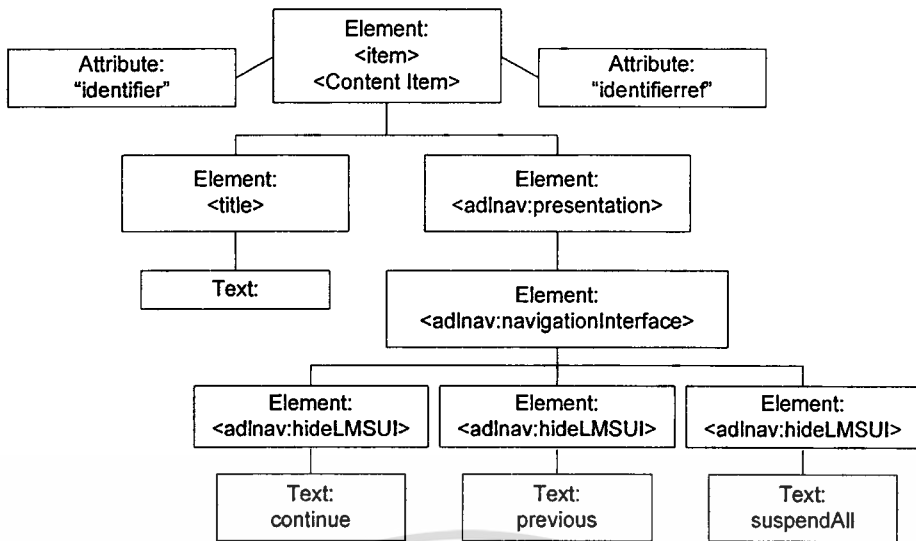 Element:
<item>
<Content Item>
Attribute:
"identifier"
Attribute:
"identifierref"
Element:
<title>
Element:
<adlnav:presentation>
Text:
Element:
<adlnav:navigationInterface>
Element:
<adlnav:hideLMSUI>
Element:
<adlnav:hideLMSUI>
Element:
<adlnav:hideLMSUI>
Text:
continue
Text:
previous
Text:
suspendAll